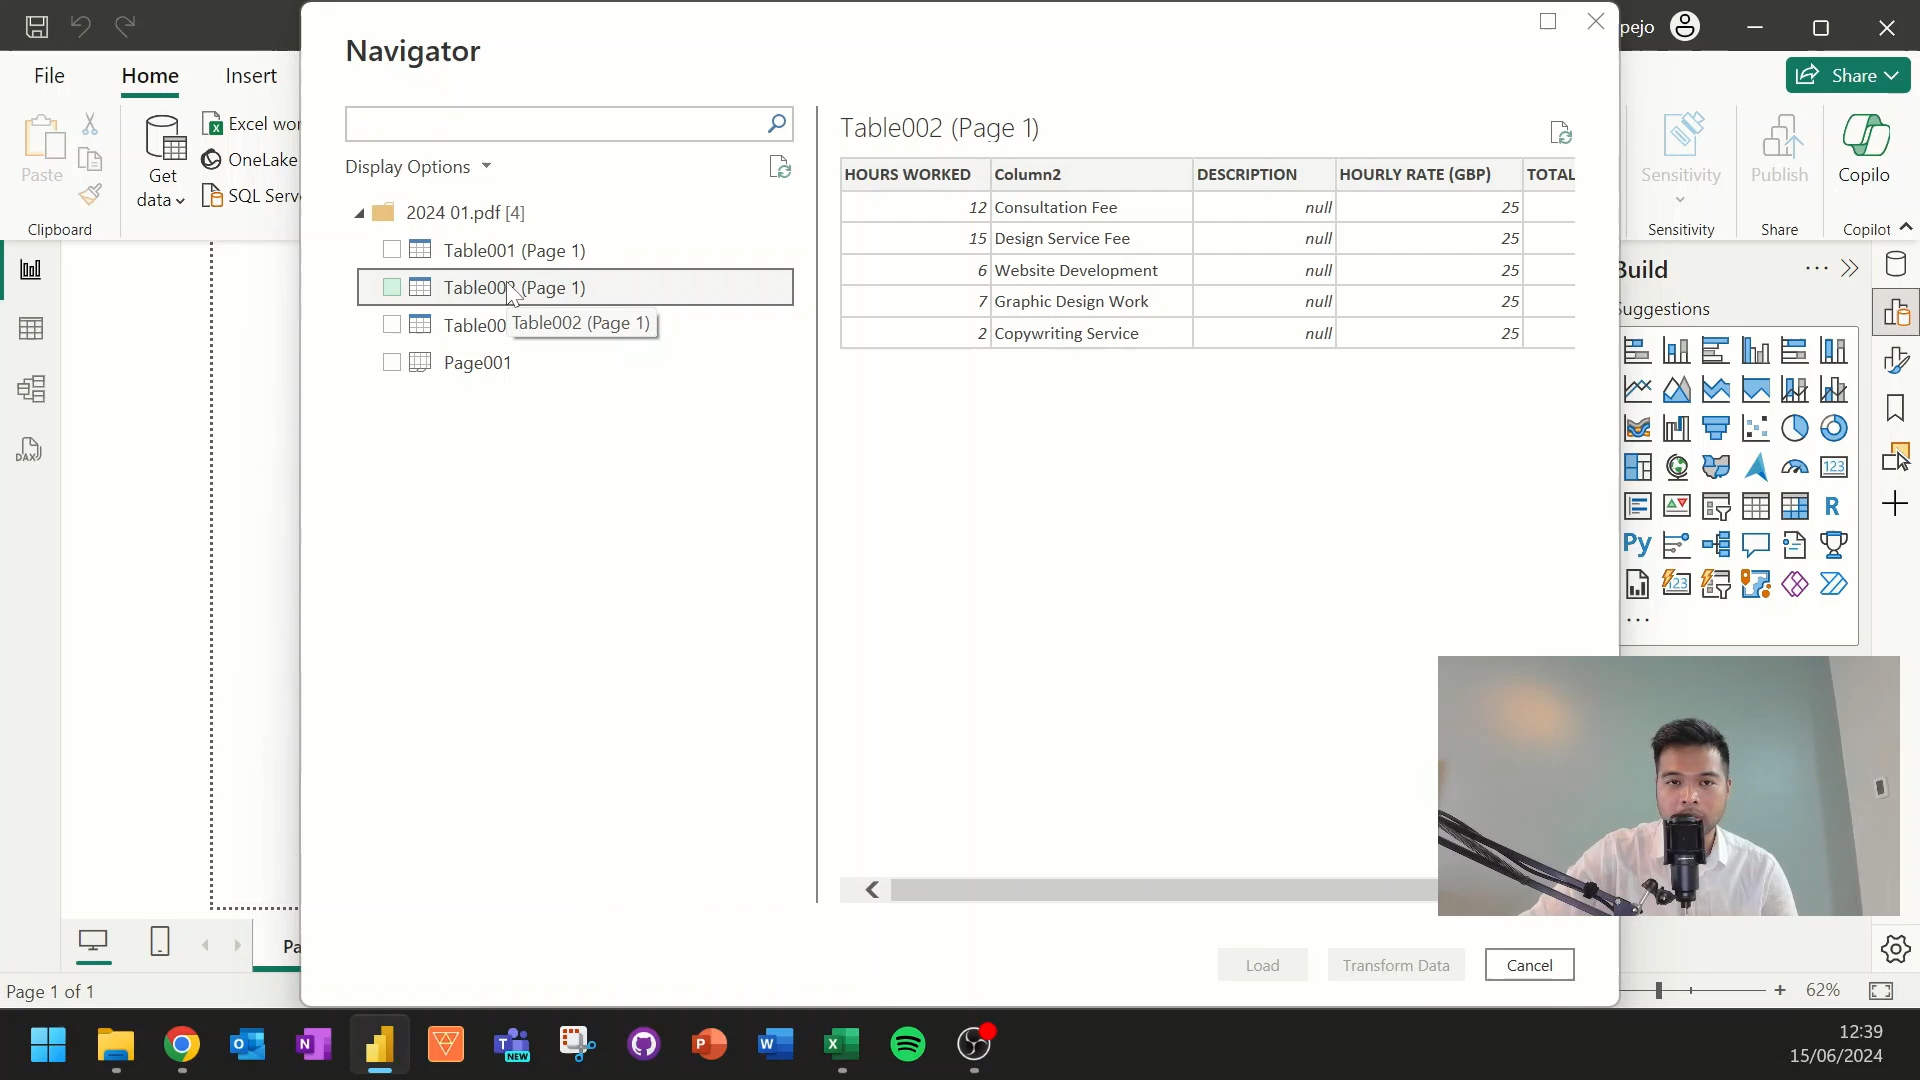 pejo
File
Home
Insert
Share
Paste
Get
data
Excel wor
OneLake
SQL Serv
Clipboard
Sensitivity
Publish
Copilo
Sensitivity
Share
Copilot
Navigator
Display Options
2024 01.pdf [4]
Table001 (Page 1)
Table002 (Page 1)
Table00
Table002 (Page 1)
Page001
Table002 (Page 1)
HOURS WORKED Column2 DESCRIPTION HOURLY RATE (GBP) TOTAL
12 Consultation Fee null 25
15 Design Service Fee null 25
6 Website Development null 25
7 Graphic Design Work null 25
2 Copywriting Service null 25
Load
Transform Data
Cancel
Build
Suggestions
123
R
Py
123
DAX
Pa
Page 1 of 1
62%
NEW
12:39
15/06/2024